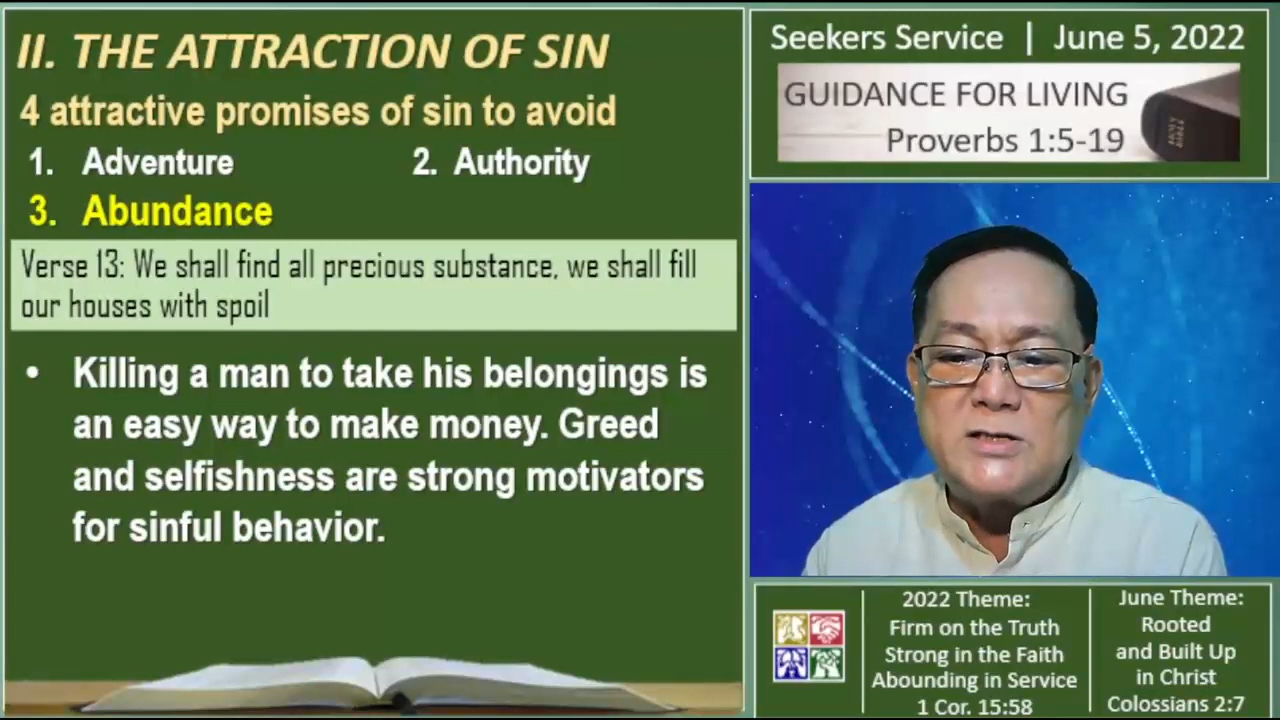 II. THE ATTRACTION OF SIN
4 attractive promises of sin to avoid
1. Adventure
2. Authority
3. Abundance
Verse 13: We shall find all precious substance, we shall fill
our houses with spoil
• Killing a man to take his belongings is
an easy way to make money. Greed
and selfishness are strong motivators
for sinful behavior.
Seekers Service | June 5, 2022
GUIDANCE FOR LIVING
Proverbs 1:5-19
2022 Theme:
Firm on the Truth
Strong in the Faith
Abounding in Service
1 Cor. 15:58
June Theme:
Rooted
and Built Up
in Christ
Colossians 2:7